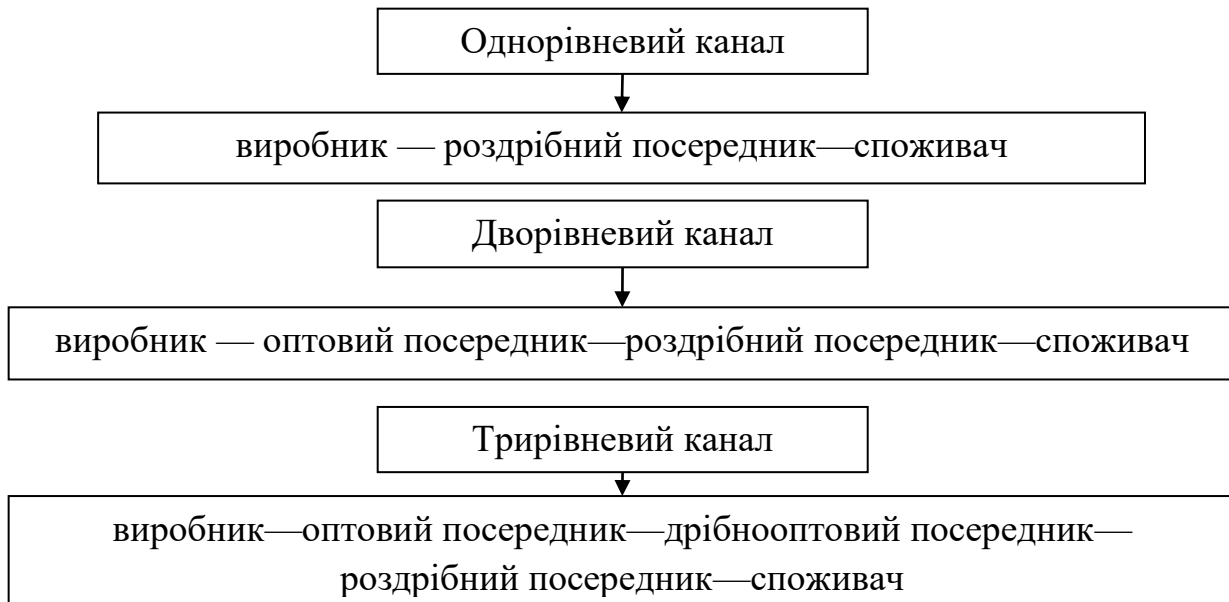 Однорівневий канал
виробник — роздрібний посередник—споживач
Дворівневий канал
виробник — оптовий посередник—роздрібний посередник—споживач
Трирівневий канал
виробник—оптовий посередник—дрібнооптовий посередник—
роздрібний посередник—споживач